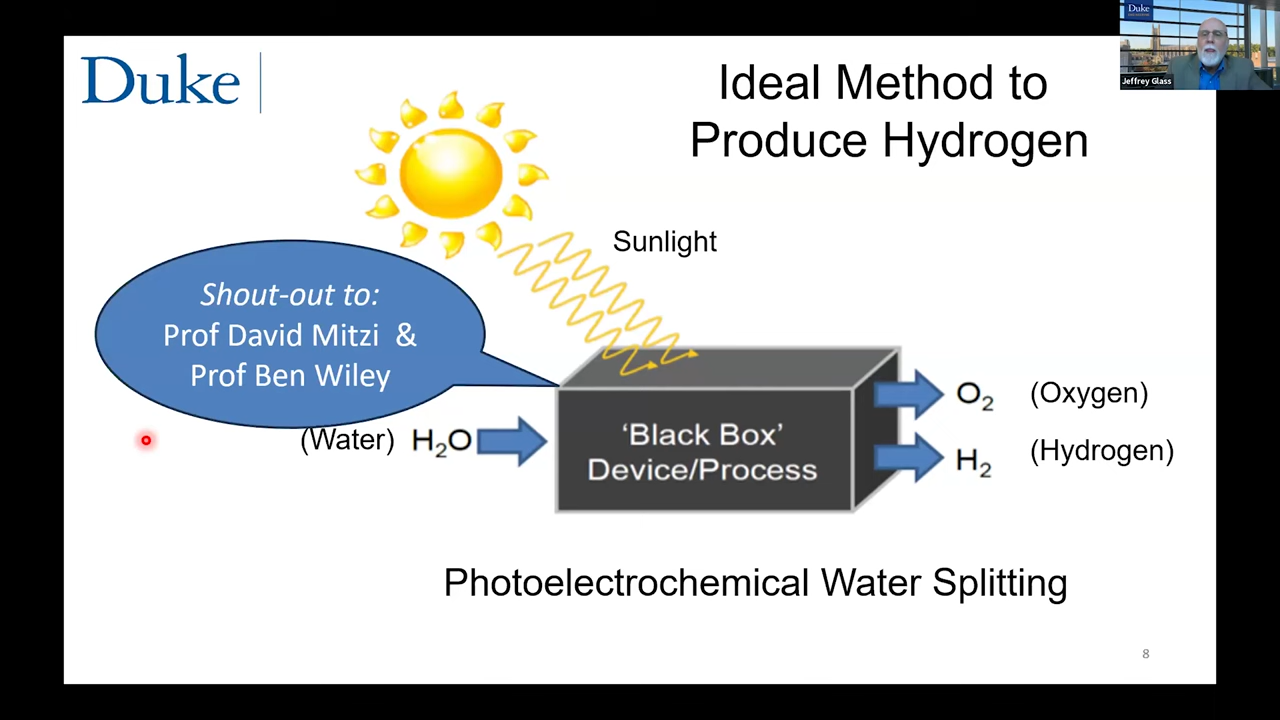 Duke
Ideal Method to
Produce Hydrogen
Duke
Jeffrey Glass
Sunlight
Shout-out to:
Prof David Mitzi &
Prof Ben Wiley
(Water) H₂O
'Black Box'
Device/Process
O₂ (Oxygen)
H₂ (Hydrogen)
Photoelectrochemical Water Splitting
8